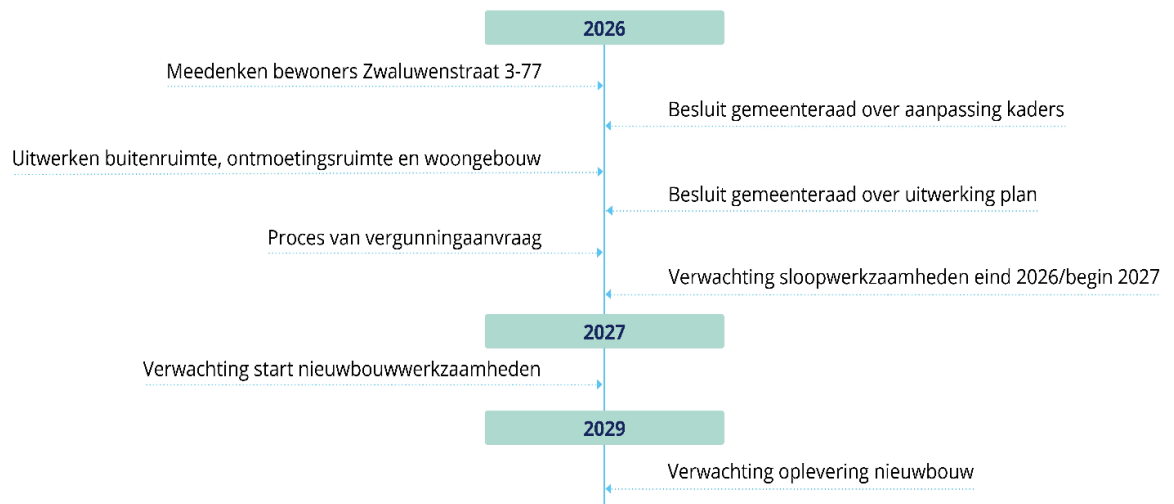 2026
Meedenken bewoners Zwaluwenstraat 3-77
Besluit gemeenteraad over aanpassing kaders
Uitwerken buitenruimte, ontmoetingsruimte en woongebouw
Besluit gemeenteraad over uitwerking plan
Proces van vergunningaanvraag
Verwachting sloopwerkzaamheden eind 2026/begin 2027
2027
Verwachting start nieuwbouwwerkzaamheden
2029
Verwachting oplevering nieuwbouw